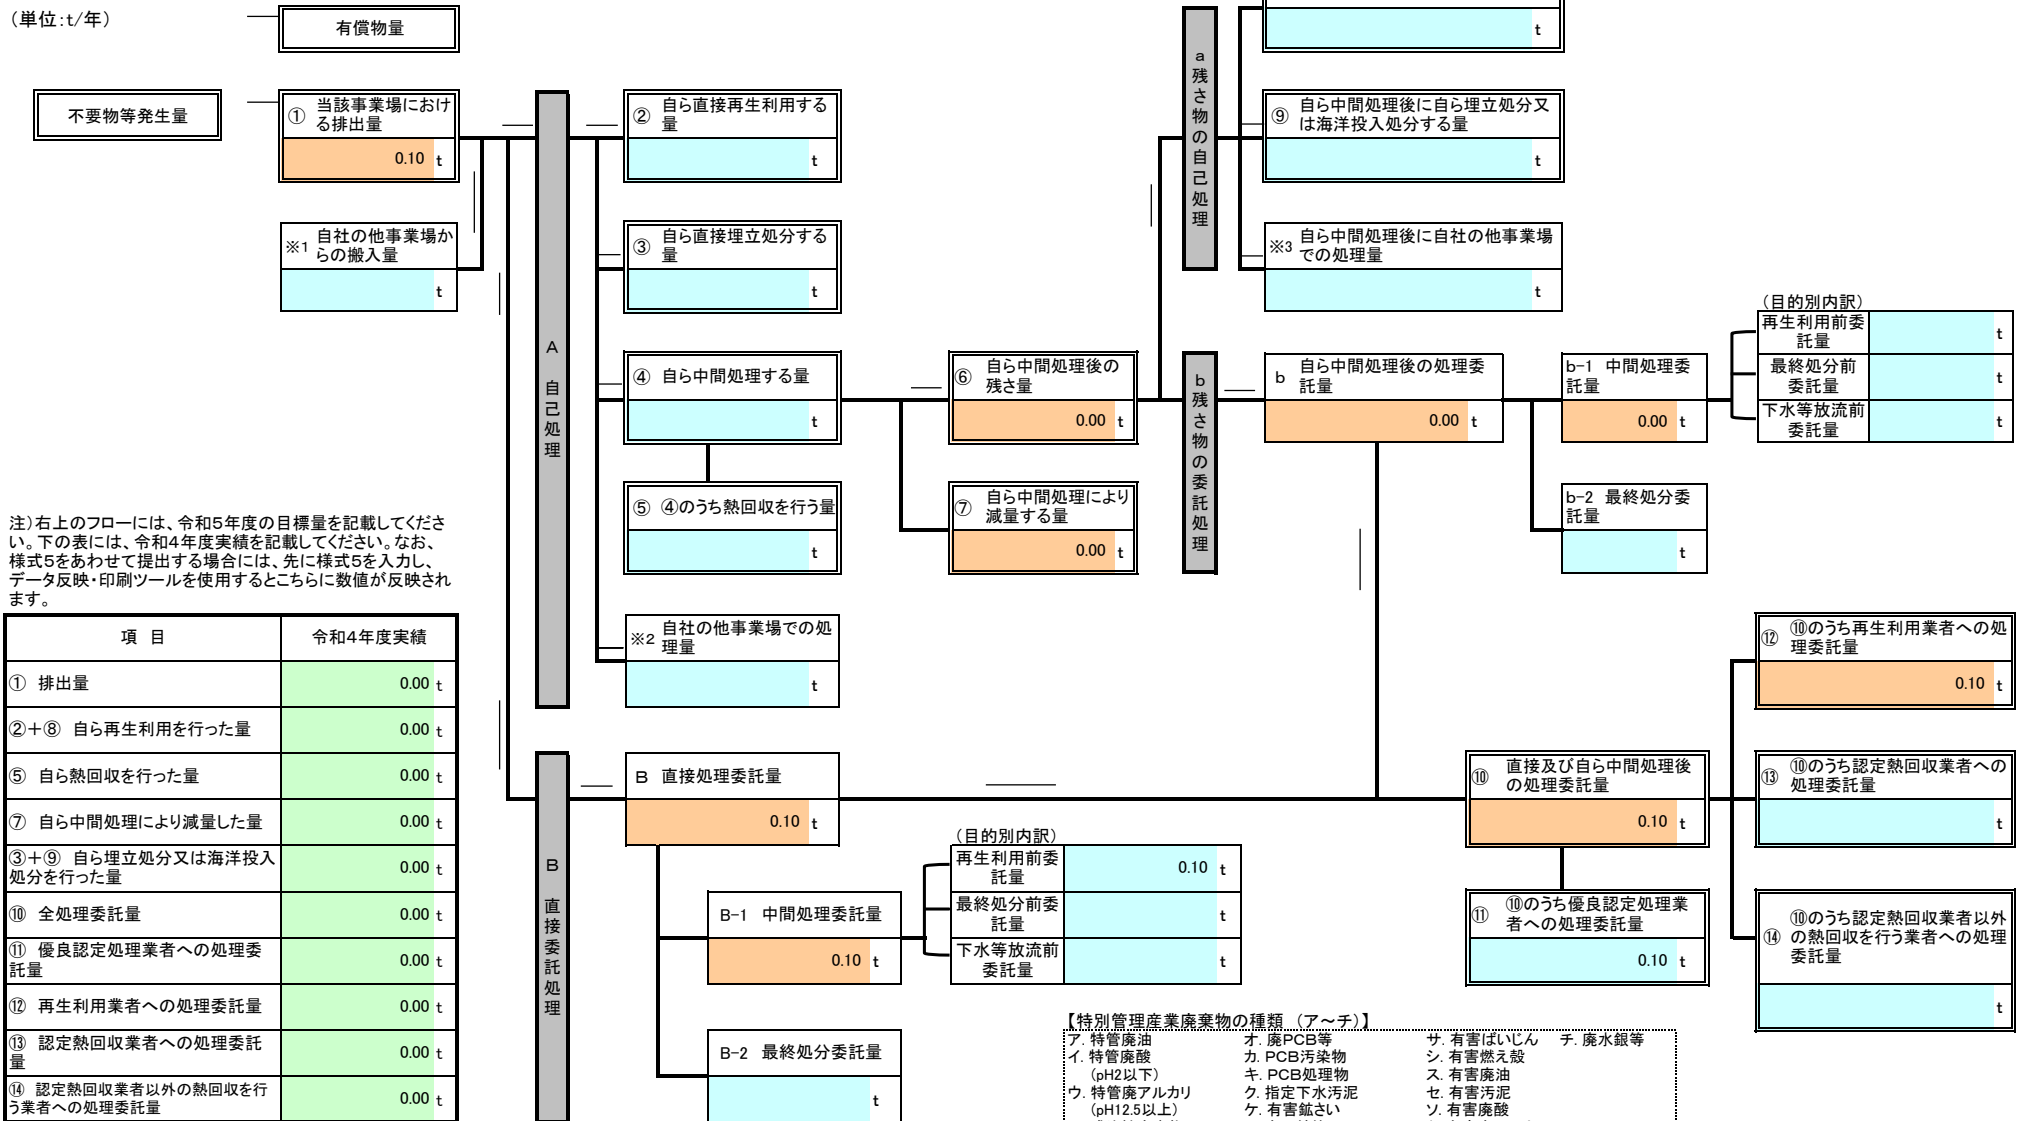 （単位:t/年）
有償物量
不要物等発生量
① 当該事業場におけ
る排出量
0.10 t
※1 自社の他事業場か
らの搬入量
t
A 自己処理
② 自ら直接再生利用する
量
t
③ 自ら直接埋立処分する
量
t
④ 自ら中間処理する量
t
⑤ ④のうち熱回収を行う量
t
※2 自社の他事業場での処
理量
t
⑥ 自ら中間処理後の
残さ量
0.00 t
⑦ 自ら中間処理により
減量する量
0.00 t
a 残さ物の自己処理
t
⑨ 自ら中間処理後に自ら埋立処分又
は海洋投入処分する量
t
※3 自ら中間処理後に自社の他事業場
での処理量
t
b 残さ物の委託処理
b 自ら中間処理後の処理委
託量
0.00 t
b-1 中間処理委
託量
0.00 t
b-2 最終処分委
託量
t
（目的別内訳）
再生利用前委
託量
t
最終処分前
委託量
t
下水等放流前
委託量
t
注）右上のフローには、令和5年度の目標量を記載してくださ
い。下の表には、令和4年度実績を記載してください。なお、
様式5をあわせて提出する場合には、先に様式5を入力し、
データ反映・印刷ツールを使用するとこちらに数値が反映され
ます。
項 目 令和4年度実績
① 排出量 0.00 t
②＋⑧ 自ら再生利用を行った量 0.00 t
⑤ 自ら熱回収を行った量 0.00 t
⑦ 自ら中間処理により減量した量 0.00 t
③＋⑨ 自ら埋立処分又は海洋投入
処分を行った量 0.00 t
⑩ 全処理委託量 0.00 t
⑪ 優良認定処理業者への処理委
託量 0.00 t
⑫ 再生利用業者への処理委託量 0.00 t
⑬ 認定熱回収業者への処理委託
量 0.00 t
⑭ 認定熱回収業者以外の熱回収を行
う業者への処理委託量 0.00 t
B 直接委託処理
B 直接処理委託量
0.10 t
B-1 中間処理委託量
0.10 t
B-2 最終処分委託量
t
（目的別内訳）
再生利用前委
託量
0.10 t
最終処分前委
託量
t
下水等放流前
委託量
t
⑩ 直接及び自ら中間処理後
の処理委託量
0.10 t
⑪ ⑩のうち優良認定処理業
者への処理委託量
0.10 t
⑫ ⑩のうち再生利用業者への処
理委託量
0.10 t
⑬ ⑩のうち認定熱回収業者への
処理委託量
t
⑭ ⑩のうち認定熱回収業者以外
の熱回収を行う業者への処理
委託量
t
【特別管理産業廃棄物の種類 （ア～チ）】
ア. 特管廃油 オ. 廃PCB等 サ. 有害ばいじん チ. 廃水銀等
イ. 特管廃酸 カ. PCB汚染物 シ. 有害燃え殻
（pH2以下） キ. PCB処理物 ス. 有害廃油
ウ. 特管廃アルカリ ク. 指定下水汚泥 セ. 有害汚泥
（pH12.5以上） ケ. 有害鉱さい ソ. 有害廃酸